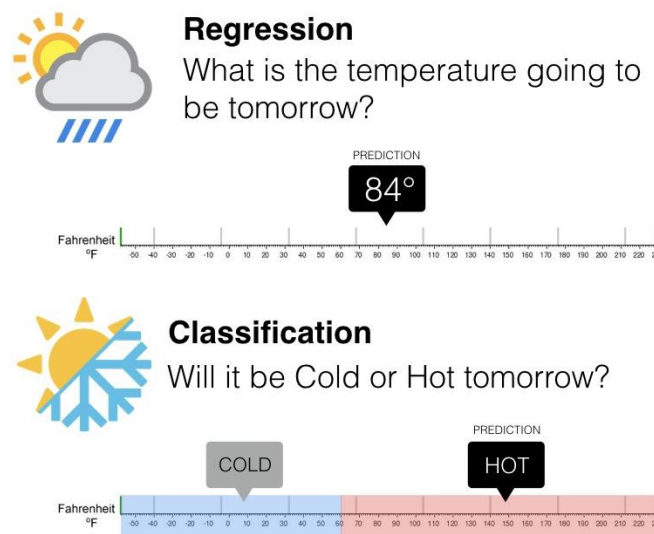 Regression
What is the temperature going to
be tomorrow?
PREDICTION
84°
Fahrenheit
°F
-50 -40 -30 -20 -10 0 10 20 30 40 50 60 70 80 90 100 110 120 130 140 150 160 170 180 190 200 210 220
Classification
Will it be Cold or Hot tomorrow?
PREDICTION
COLD HOT
Fahrenheit
°F
-50 -40 -30 -20 -10 0 10 20 30 40 50 60 70 80 90 100 110 120 130 140 150 160 170 180 190 200 210 220